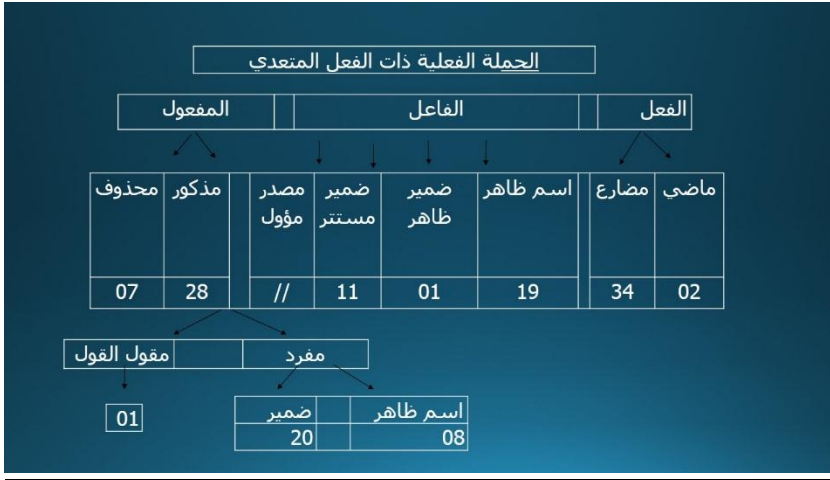 الجملة الفعلية ذات الفعل المتعدي
الفعل الفاعل المفعول
ماضي مضارع اسم ظاهر ضمير ظاهر ضمير مستتر مصدر مؤول مذكور محذوف
02 34 19 01 11 // 28 07
مفرد مقول القول
اسم ظاهر ضمير
08 20
01